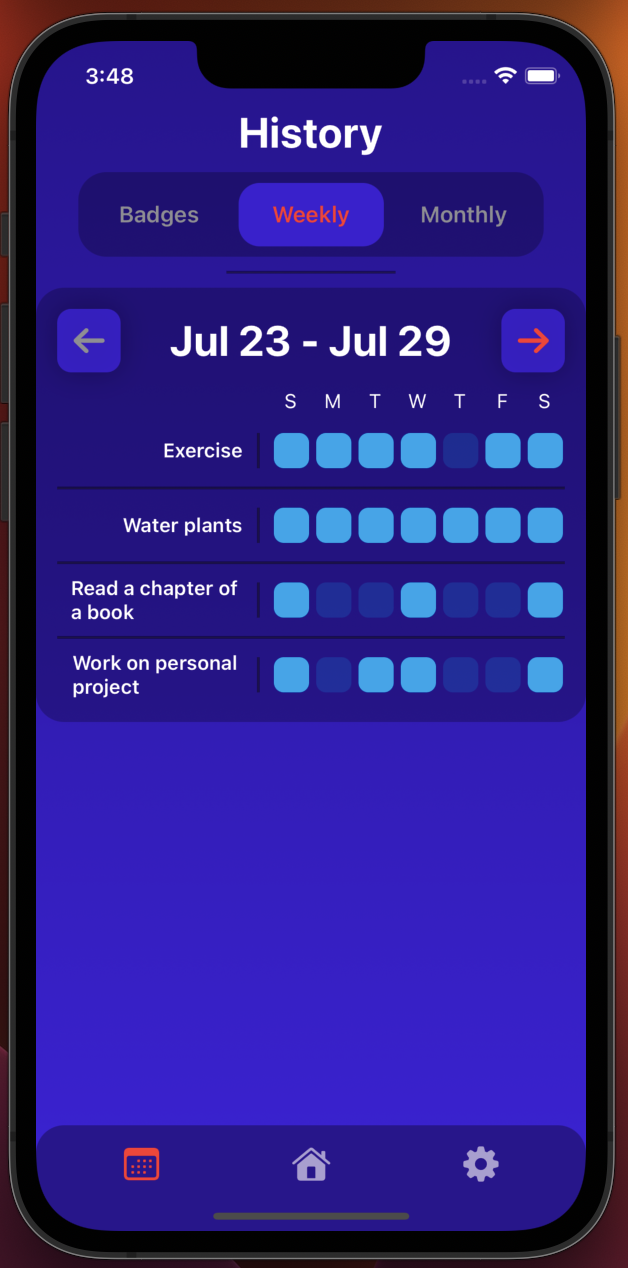 3:48
History
Badges Weekly Monthly
Jul 23 - Jul 29
S M T W T F S
Exercise
Water plants
Read a chapter of
a book
Work on personal
project